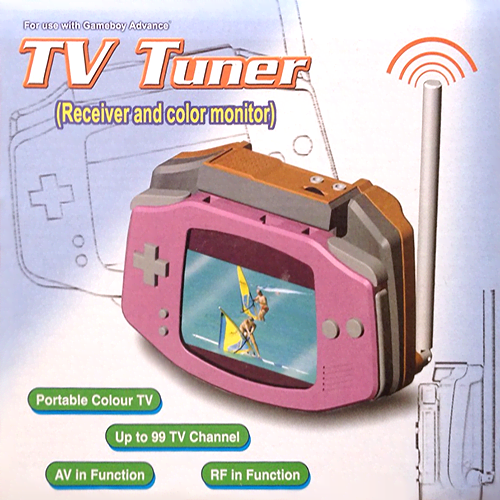 For use with Gameboy Advance®
TV Tuner
(Receiver and color monitor)
Portable Colour TV
Up to 99 TV Channel
AV in Function
RF in Function